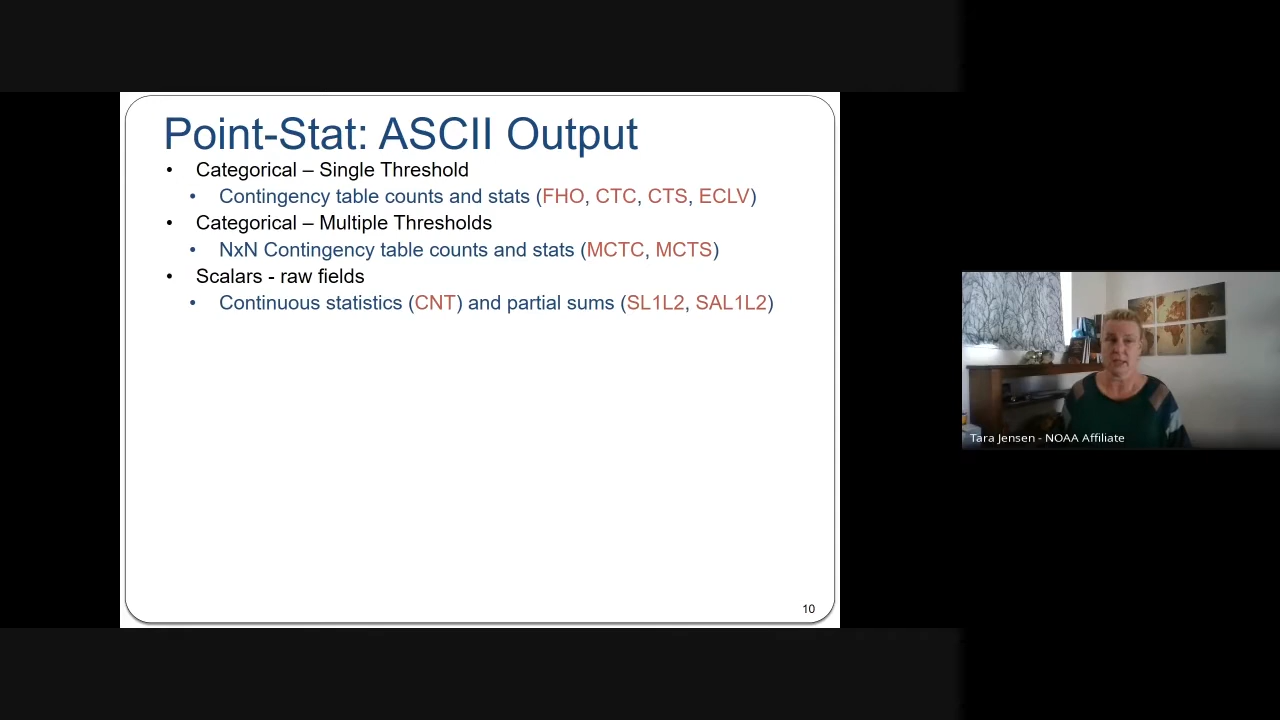 Point-Stat: ASCII Output
• Categorical – Single Threshold
• Contingency table counts and stats (FHO, CTC, CTS, ECLV)
• Categorical – Multiple Thresholds
• NxN Contingency table counts and stats (MCTC, MCTS)
• Scalars - raw fields
• Continuous statistics (CNT) and partial sums (SL1L2, SAL1L2)
10
Tara Jensen - NOAA Affiliate